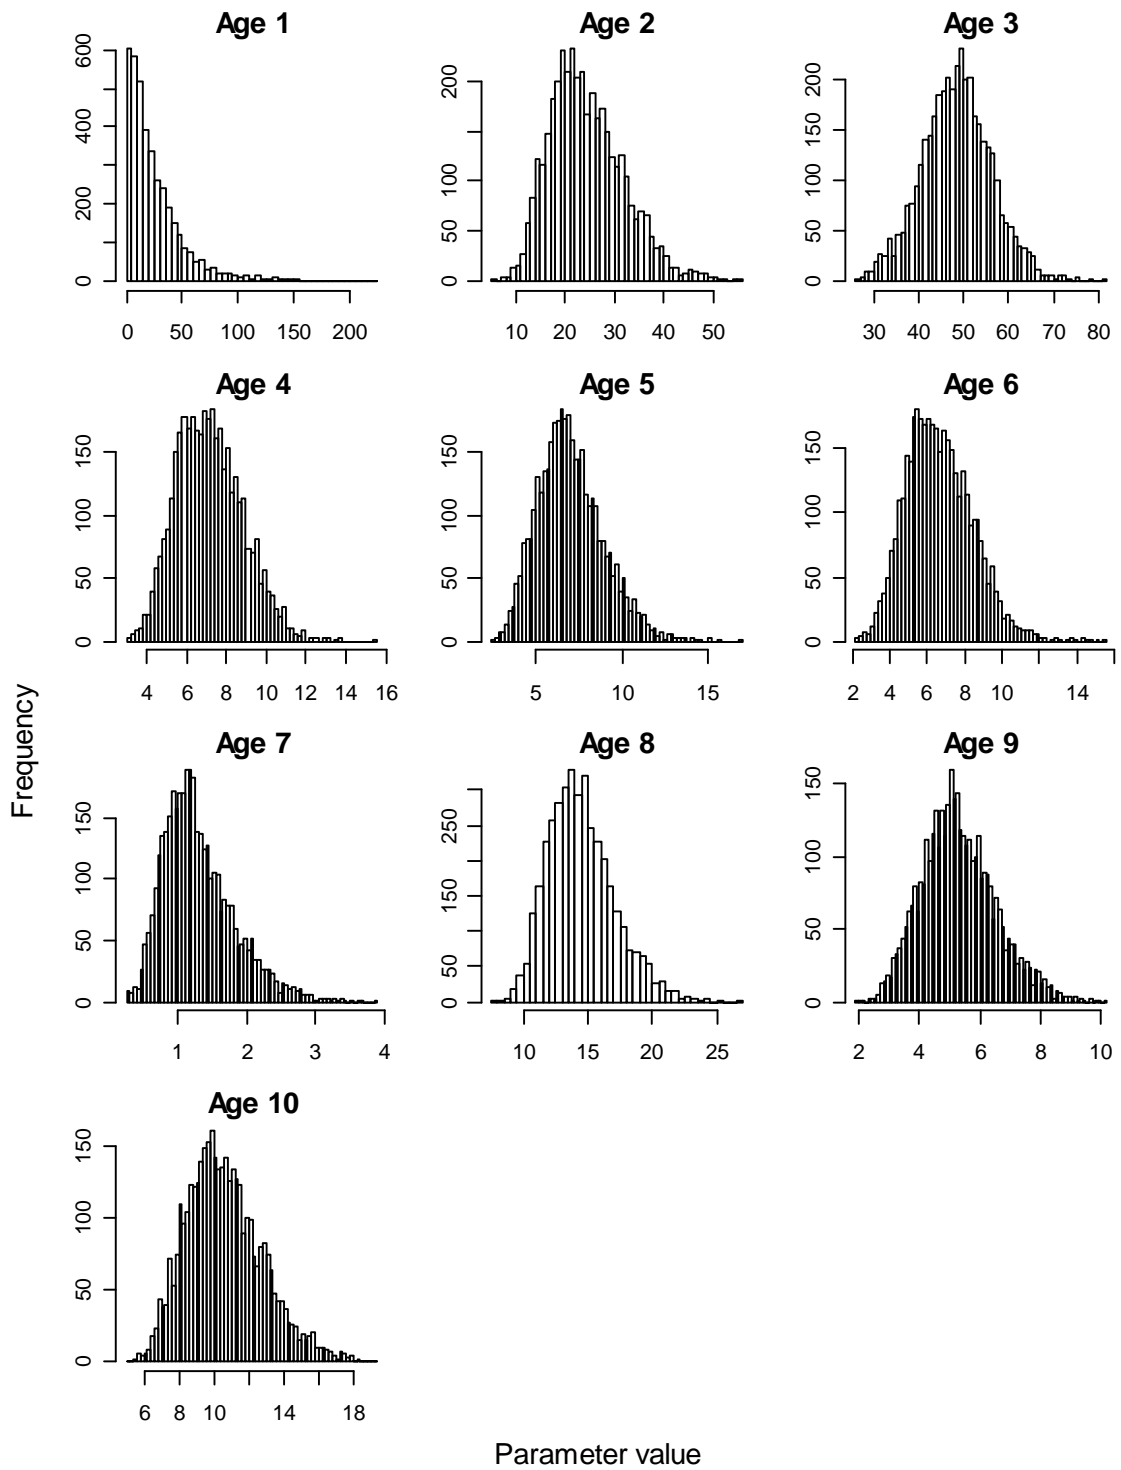 Age 1 Age 2 Age 3
600
400
200
0
0 50 100 150 200
200
150
100
50
0
10 20 30 40 50
200
150
100
50
0
30 40 50 60 70 80
Age 4 Age 5 Age 6
150
100
50
0
4 6 8 10 12 14 16
150
100
50
0
5 10 15
150
100
50
0
2 4 6 8 10 14
Frequency
Age 7 Age 8 Age 9
150
100
50
0
1 2 3 4
250
150
50
0
10 15 20 25
150
100
50
0
2 4 6 8 10
Age 10
150
100
50
0
6 8 10 14 18
Parameter value